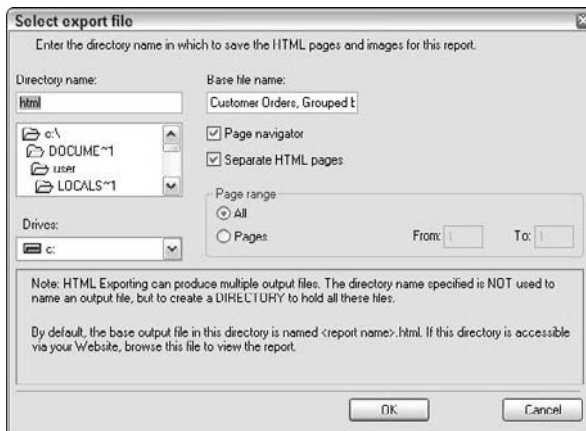 Select export file
Enter the directory name in which to save the HTML pages and images for this report.
Directory name:
html
c:\
DOCUME~1
user
LOCALS~1
Drives:
c:
Base file name:
Customer Orders, Grouped b
Page navigator
Separate HTML pages
Page range
All
Pages
From: 1
To: 1
Note: HTML Exporting can produce multiple output files. The directory name specified is NOT used to
name an output file, but to create a DIRECTORY to hold all these files.
By default, the base output file in this directory is named <report name>.html. If this directory is accessible
via your Website, browse this file to view the report.
OK
Cancel